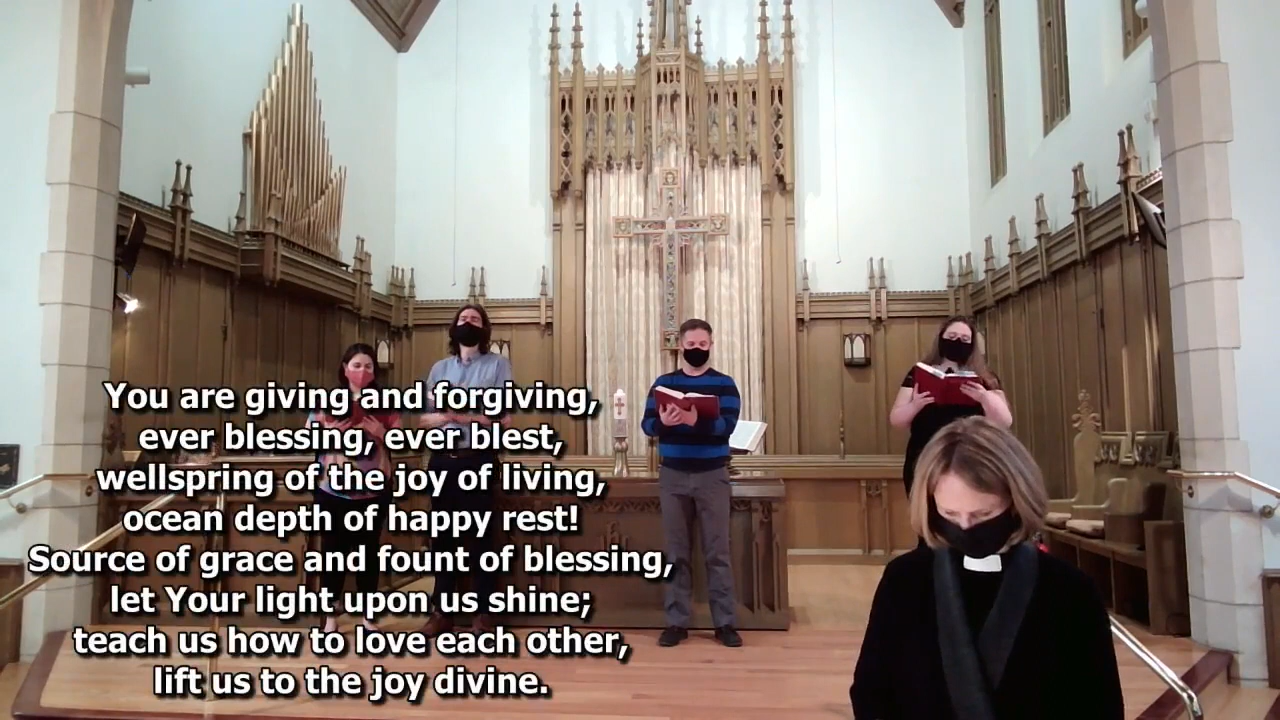 You are giving and forgiving,
ever blessing, ever blest,
wellspring of the joy of living,
ocean depth of happy rest!
Source of grace and fount of blessing,
let Your light upon us shine;
teach us how to love each other,
lift us to the joy divine.